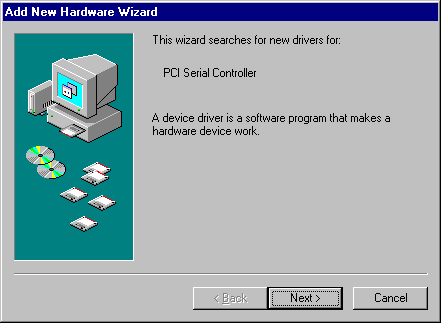 Add New Hardware Wizard
This wizard searches for new drivers for:
PCI Serial Controller
A device driver is a software program that makes a
hardware device work.
< Back
Next >
Cancel